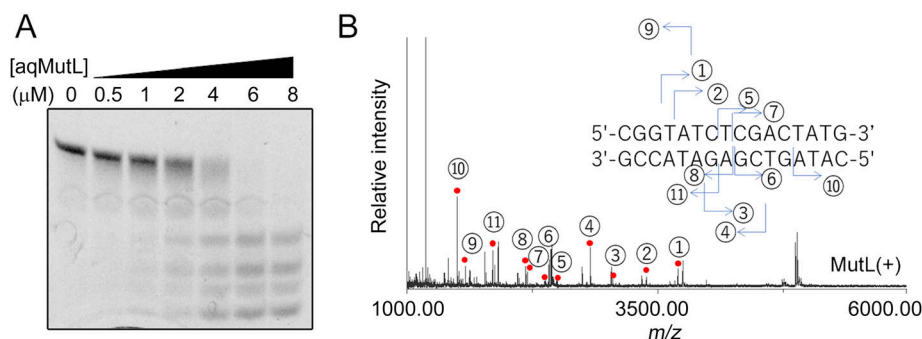 A
[aqMutL]
(μM) 0 0.5 1 2 4 6 8
B
Relative intensity
⑨
①
② ⑤
⑦
5'-CGGTATCTCGACTATG-3'
3'-GCCATAGAGCTGATAC-5'
⑧ ⑥ ⑩
⑪
③
④
⑩
⑨ ⑪ ⑧ ⑦ ⑥ ⑤ ④ ③ ② ①
MutL(+)
1000.00 3500.00 6000.00
m/z